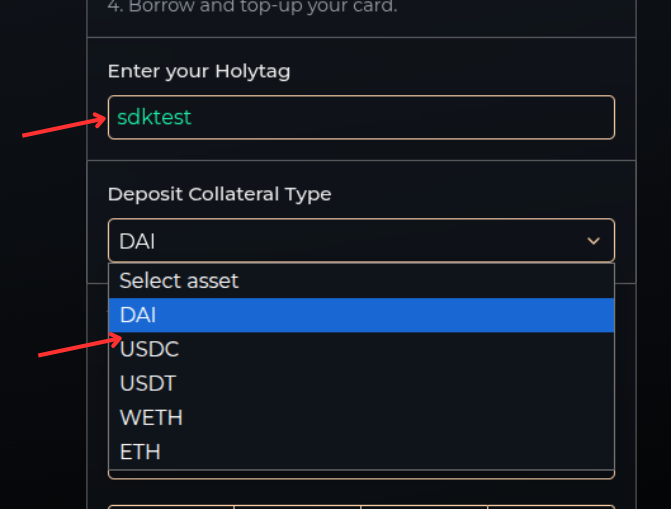 4. Borrow and top-up your card.
Enter your Holytag
sdktest
Deposit Collateral Type
DAI
Select asset
DAI
USDC
USDT
WETH
ETH